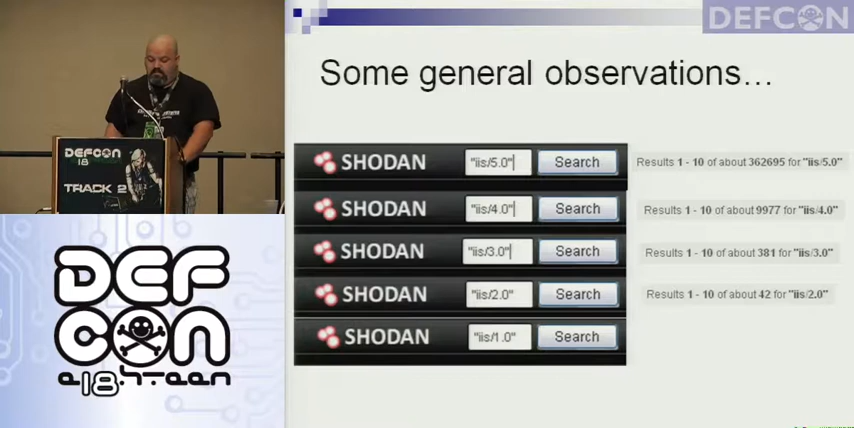 DEFCON
Some general observations...
SHODAN "iis/5.0" Search Results 1 - 10 of about 362695 for "iis/5.0"
SHODAN "iis/4.0" Search Results 1 - 10 of about 9977 for "iis/4.0"
SHODAN "iis/3.0" Search Results 1 - 10 of about 381 for "iis/3.0"
SHODAN "iis/2.0" Search Results 1 - 10 of about 42 for "iis/2.0"
SHODAN "iis/1.0" Search
DEFCON
18
TRACK 2
DEF
CON
e18hteen